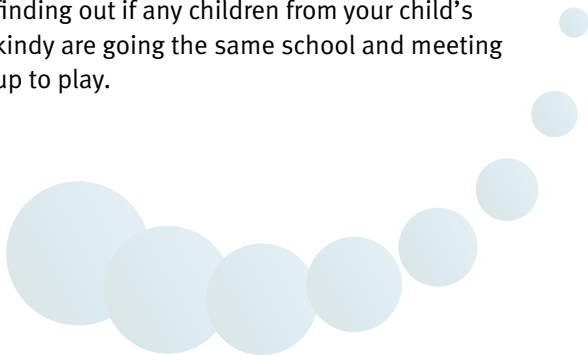 finding out if any children from your child’s
kindy are going the same school and meeting
up to play.